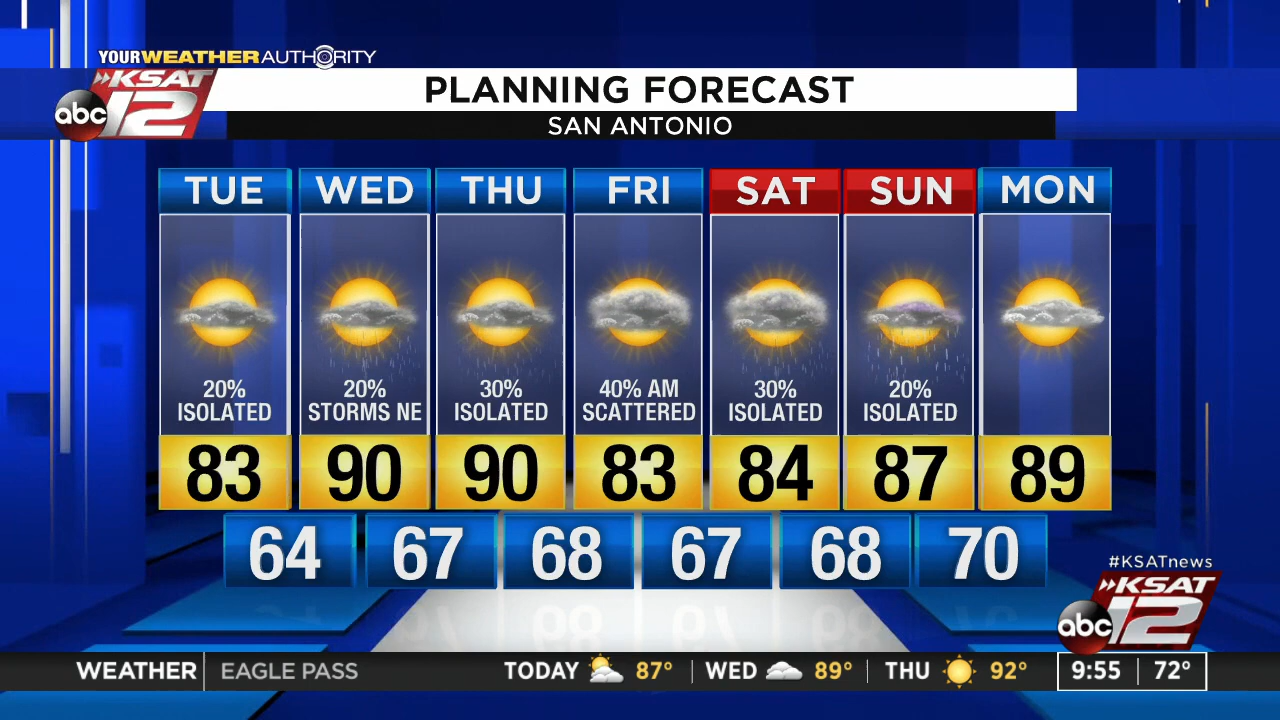 YOURWEATHERAUTHORITY
KSAT
abc 12
PLANNING FORECAST
SAN ANTONIO
TUE WED THU FRI SAT SUN MON
20% 20% 30% 40% AM 30% 20%
ISOLATED STORMS NE ISOLATED SCATTERED ISOLATED ISOLATED
83 90 90 83 84 87 89
64 67 68 67 68 70
#KSATnews
KSAT
abc 12
WEATHER EAGLE PASS TODAY 87° WED 89° THU 92° 9:55 72°